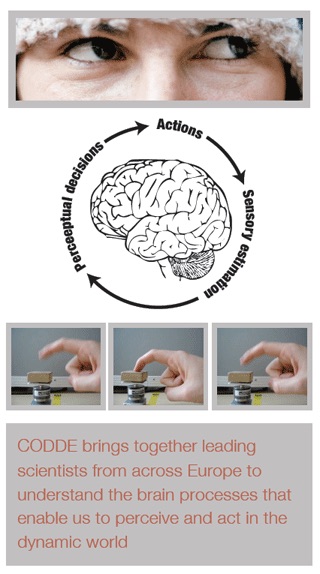 Actions
Perceptual decisions
Sensory estimation
CODDE brings together leading
scientists from across Europe to
understand the brain processes that
enable us to perceive and act in the
dynamic world